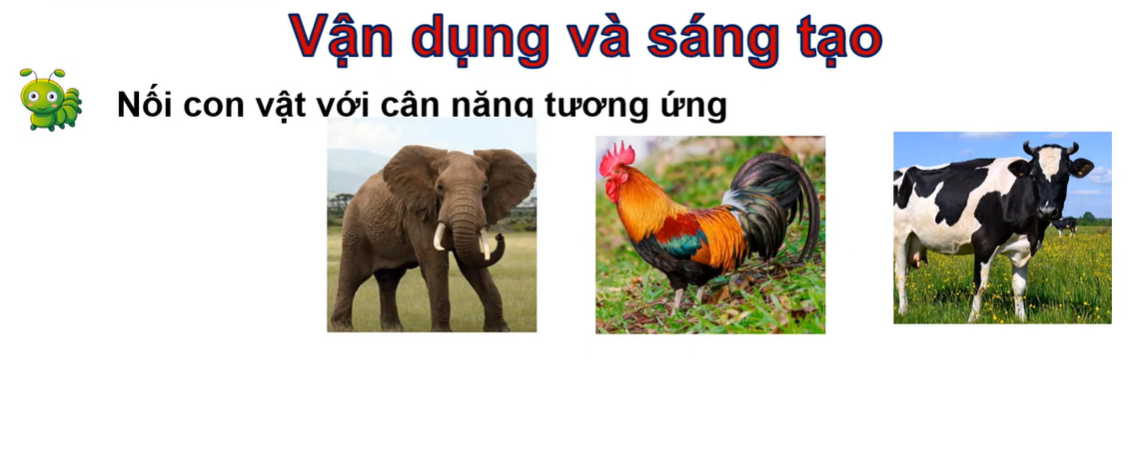 Vận dụng và sáng tạo
Nối con vật với cân nặng tương ứng